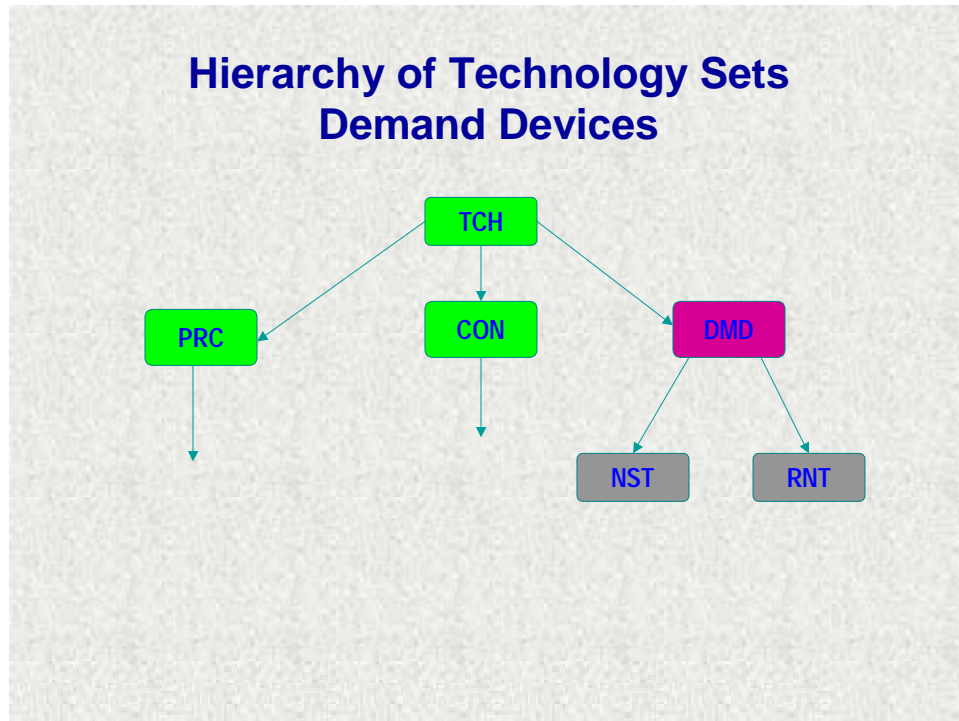 Hierarchy of Technology Sets
Demand Devices
TCH
PRC
CON
DMD
NST
RNT